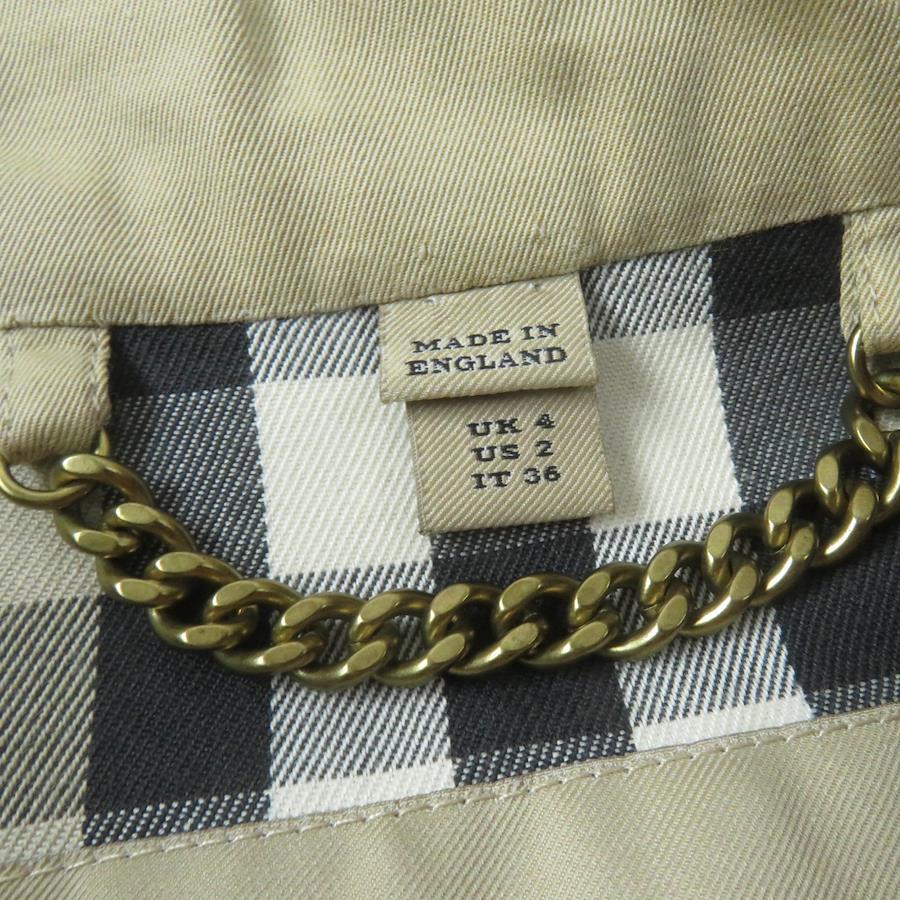 MADE IN
ENGLAND
UK 4
US 2
IT 36